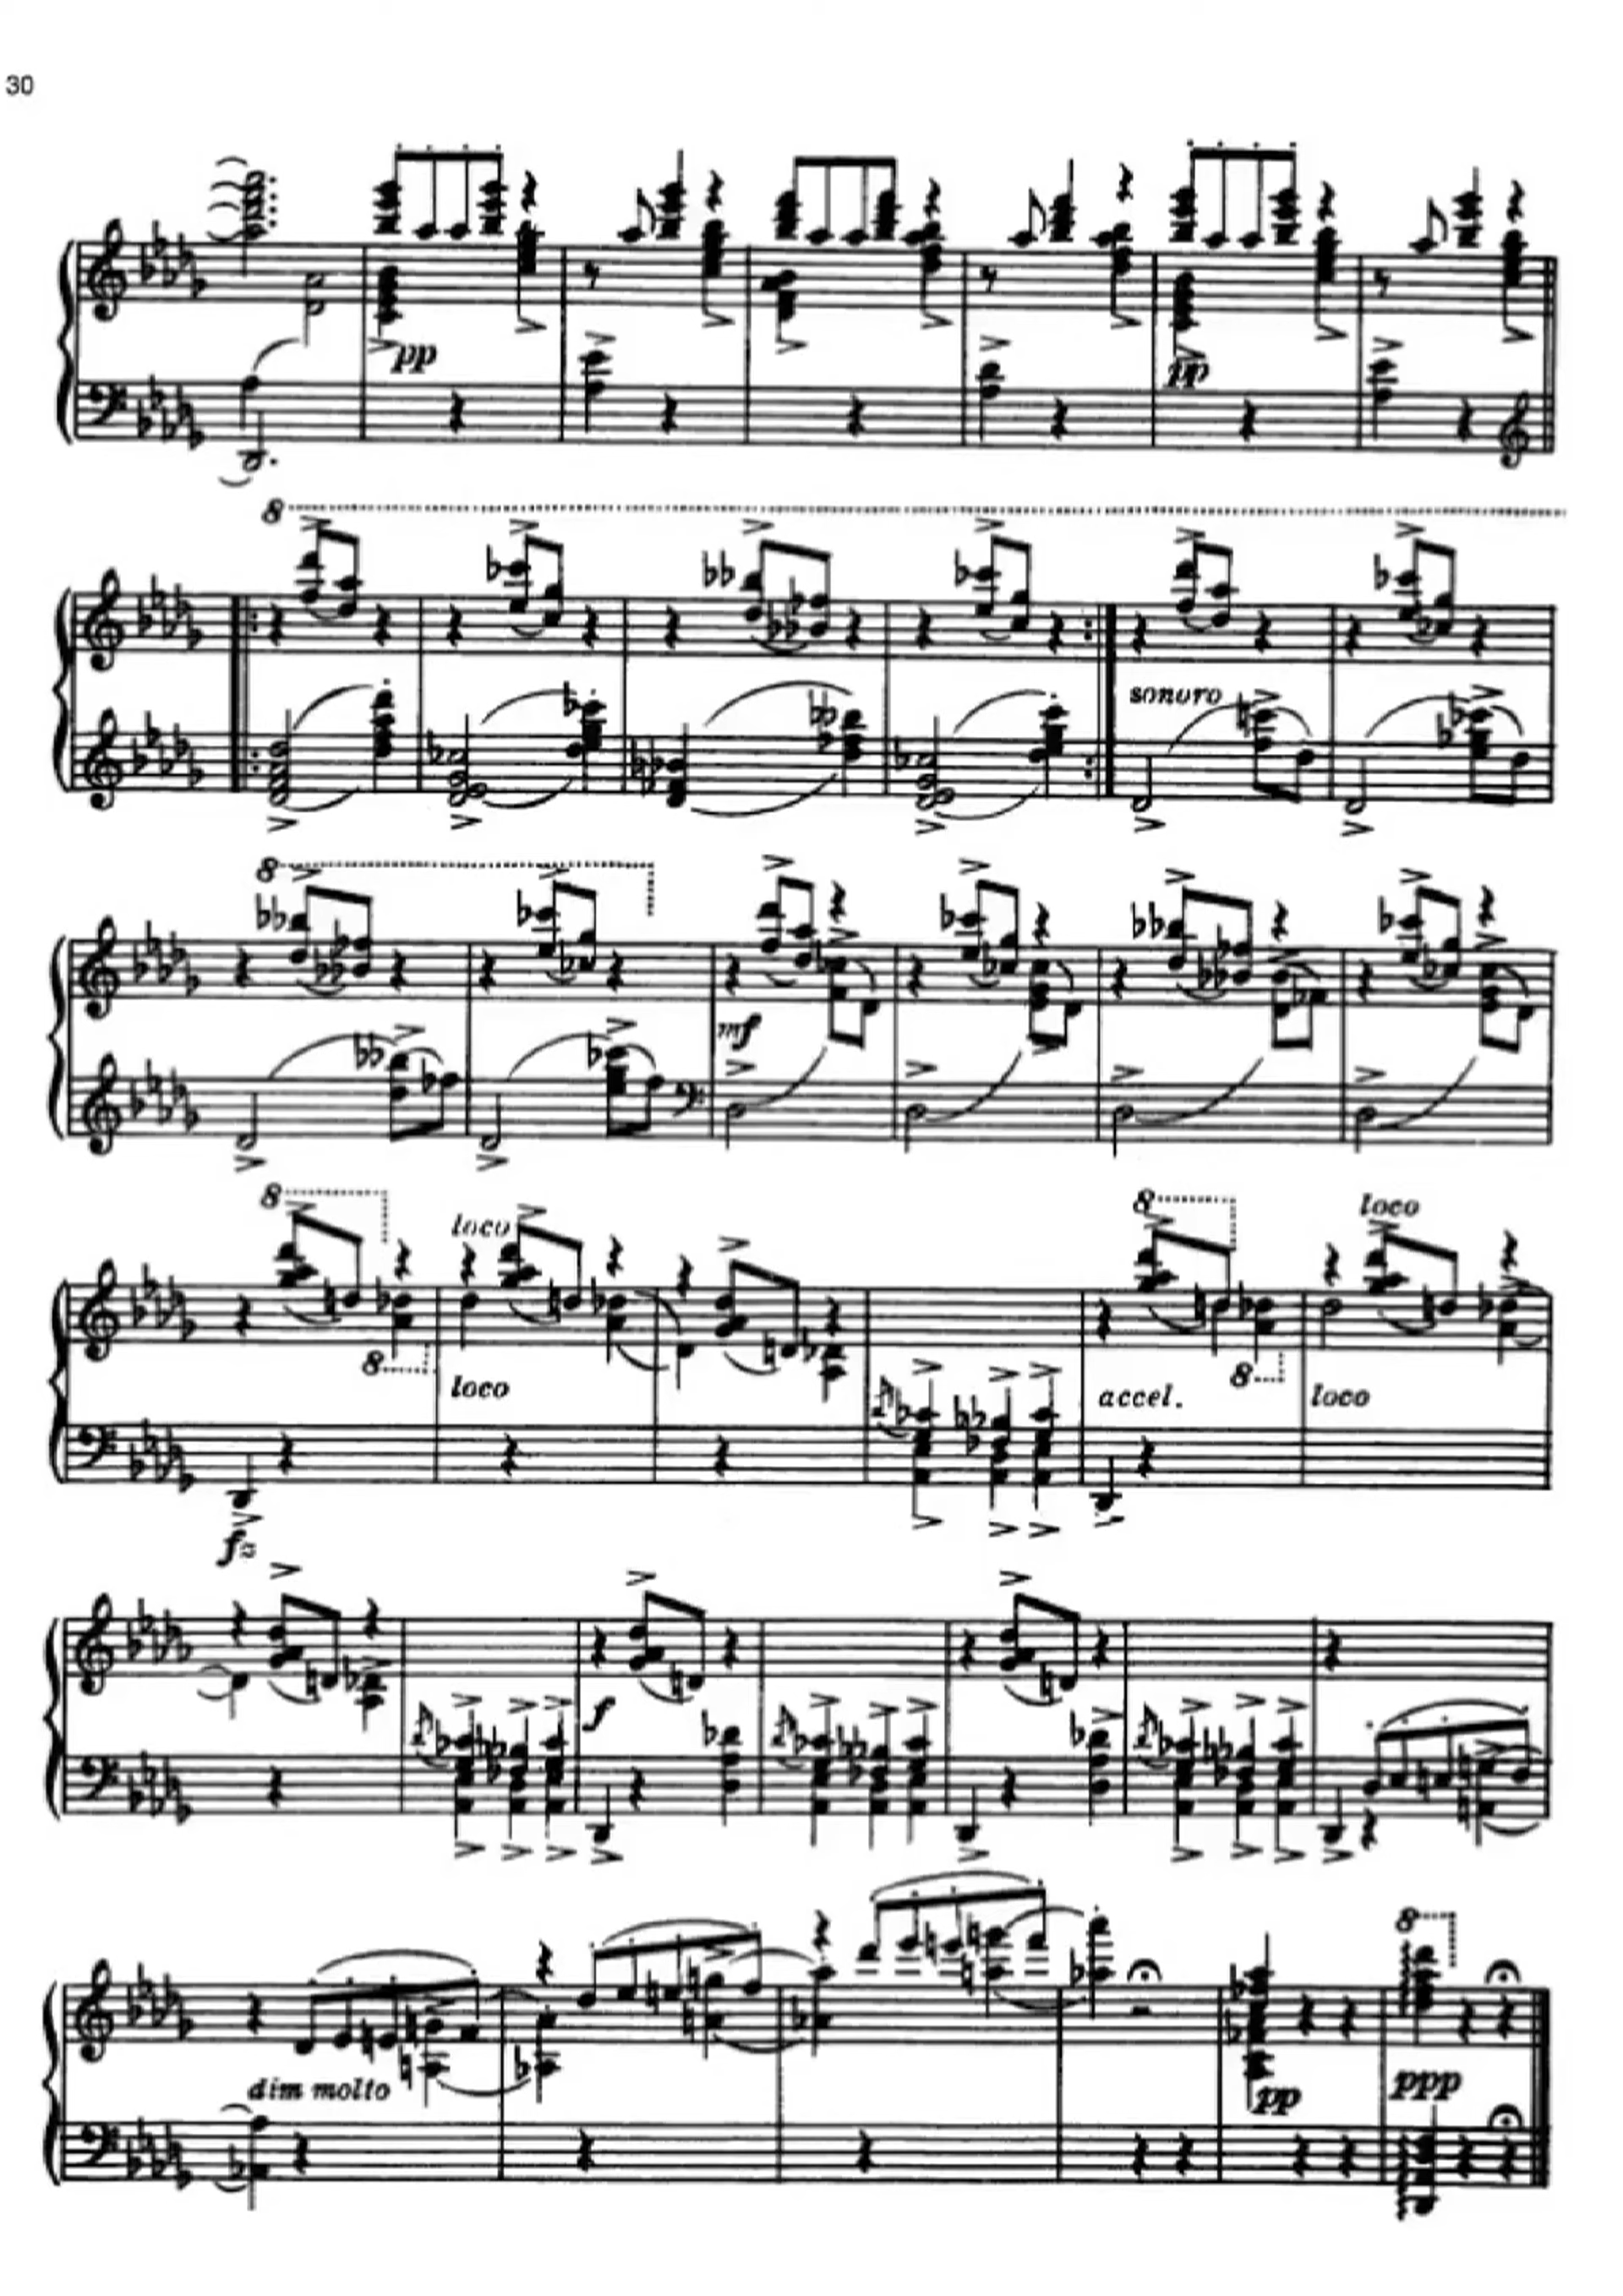 30
pp pp
8
sonoro
8
mf
8 loco 8 loco
8 8
loco accel. loco
fz
f
8
dim molto pp ppp